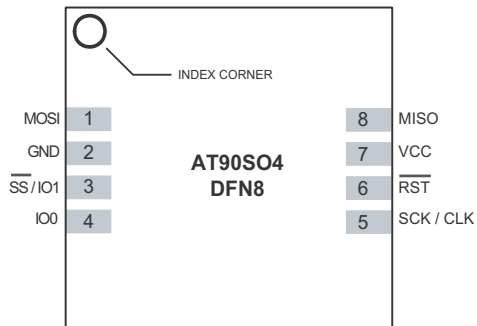 INDEX CORNER
MOSI 1
GND 2
SS/IO1 3
IO0 4
AT90SO4
DFN8
8 MISO
7 VCC
6 RST
5 SCK / CLK